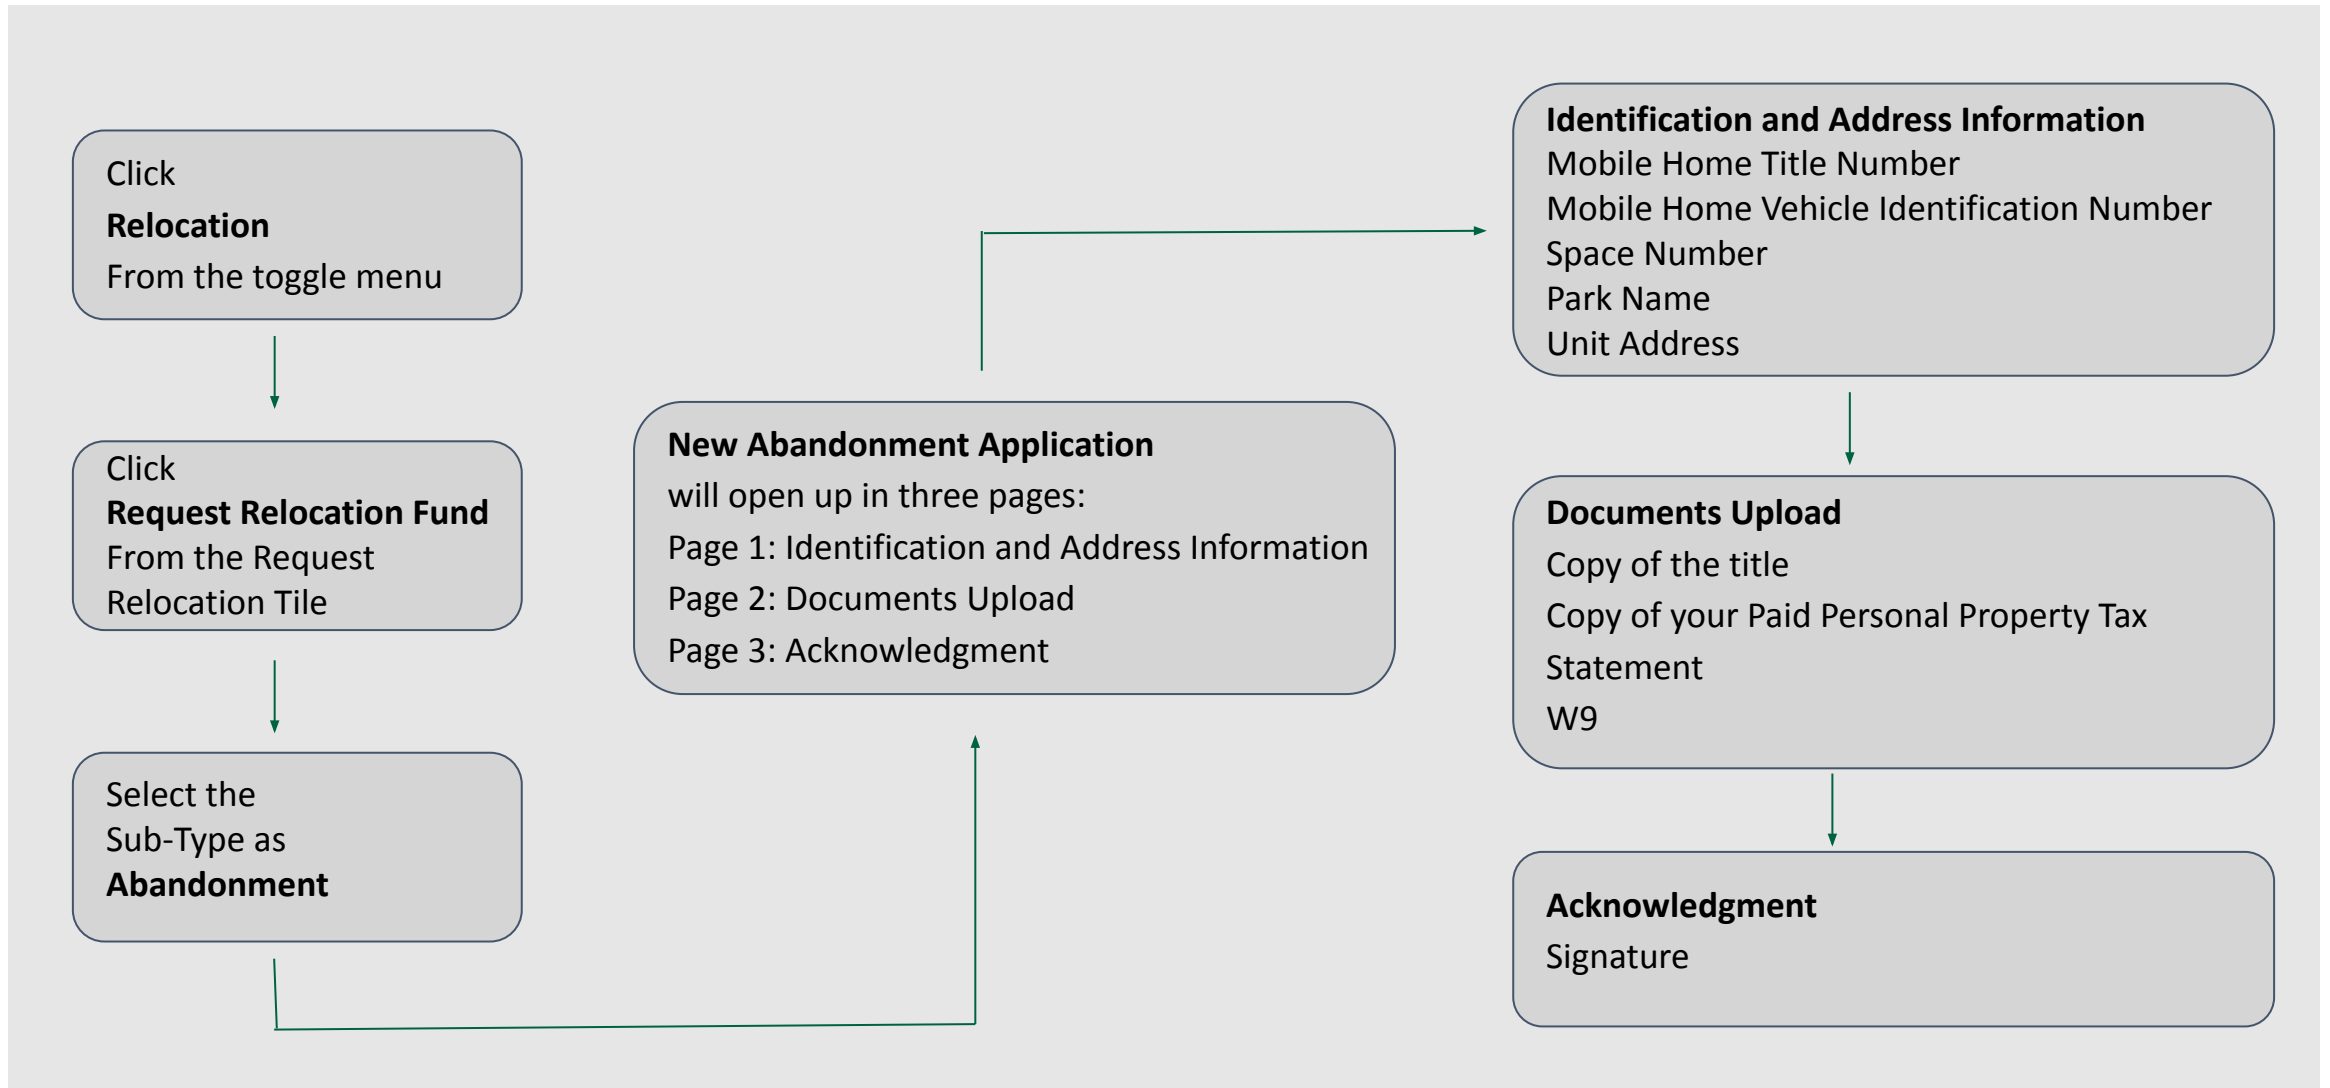 Click
Relocation
From the toggle menu
Click
Request Relocation Fund
From the Request
Relocation Tile
Select the
Sub-Type as
Abandonment
New Abandonment Application
will open up in three pages:
Page 1: Identification and Address Information
Page 2: Documents Upload
Page 3: Acknowledgment
Identification and Address Information
Mobile Home Title Number
Mobile Home Vehicle Identification Number
Space Number
Park Name
Unit Address
Documents Upload
Copy of the title
Copy of your Paid Personal Property Tax
Statement
W9
Acknowledgment
Signature